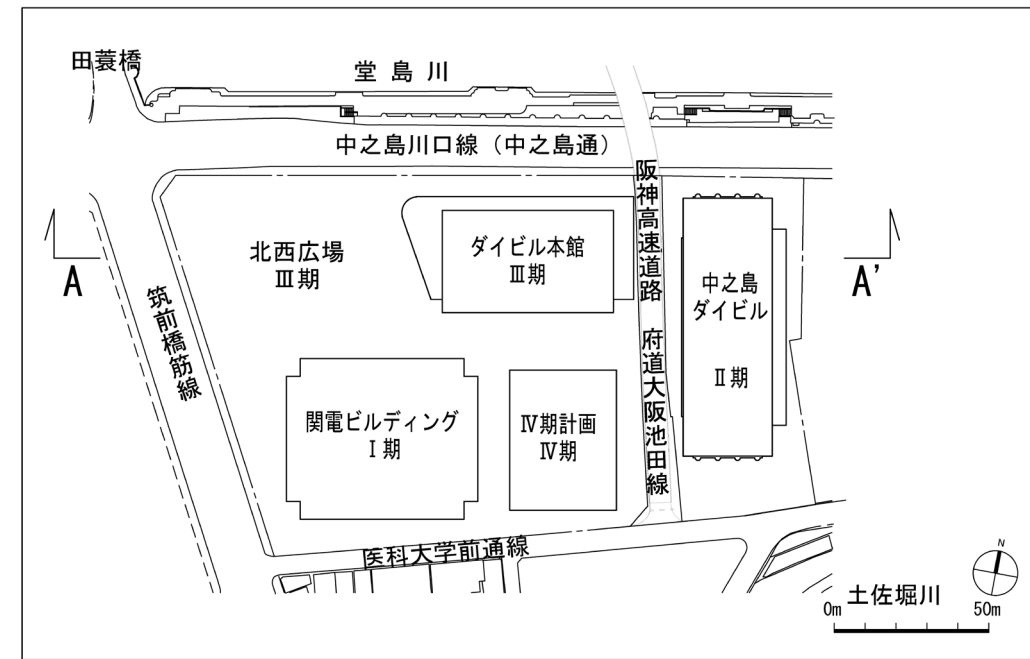 田蓑橋
堂島川
中之島川口線（中之島通）
阪神高速道路 府道大阪池田線
北西広場
Ⅲ期
ダイビル本館
Ⅲ期
中之島
ダイビル
Ⅱ期
A
A'
筑前橋筋線
関電ビルディング
Ⅰ期
Ⅳ期計画
Ⅳ期
医科大学前通線
N
土佐堀川
0m
50m